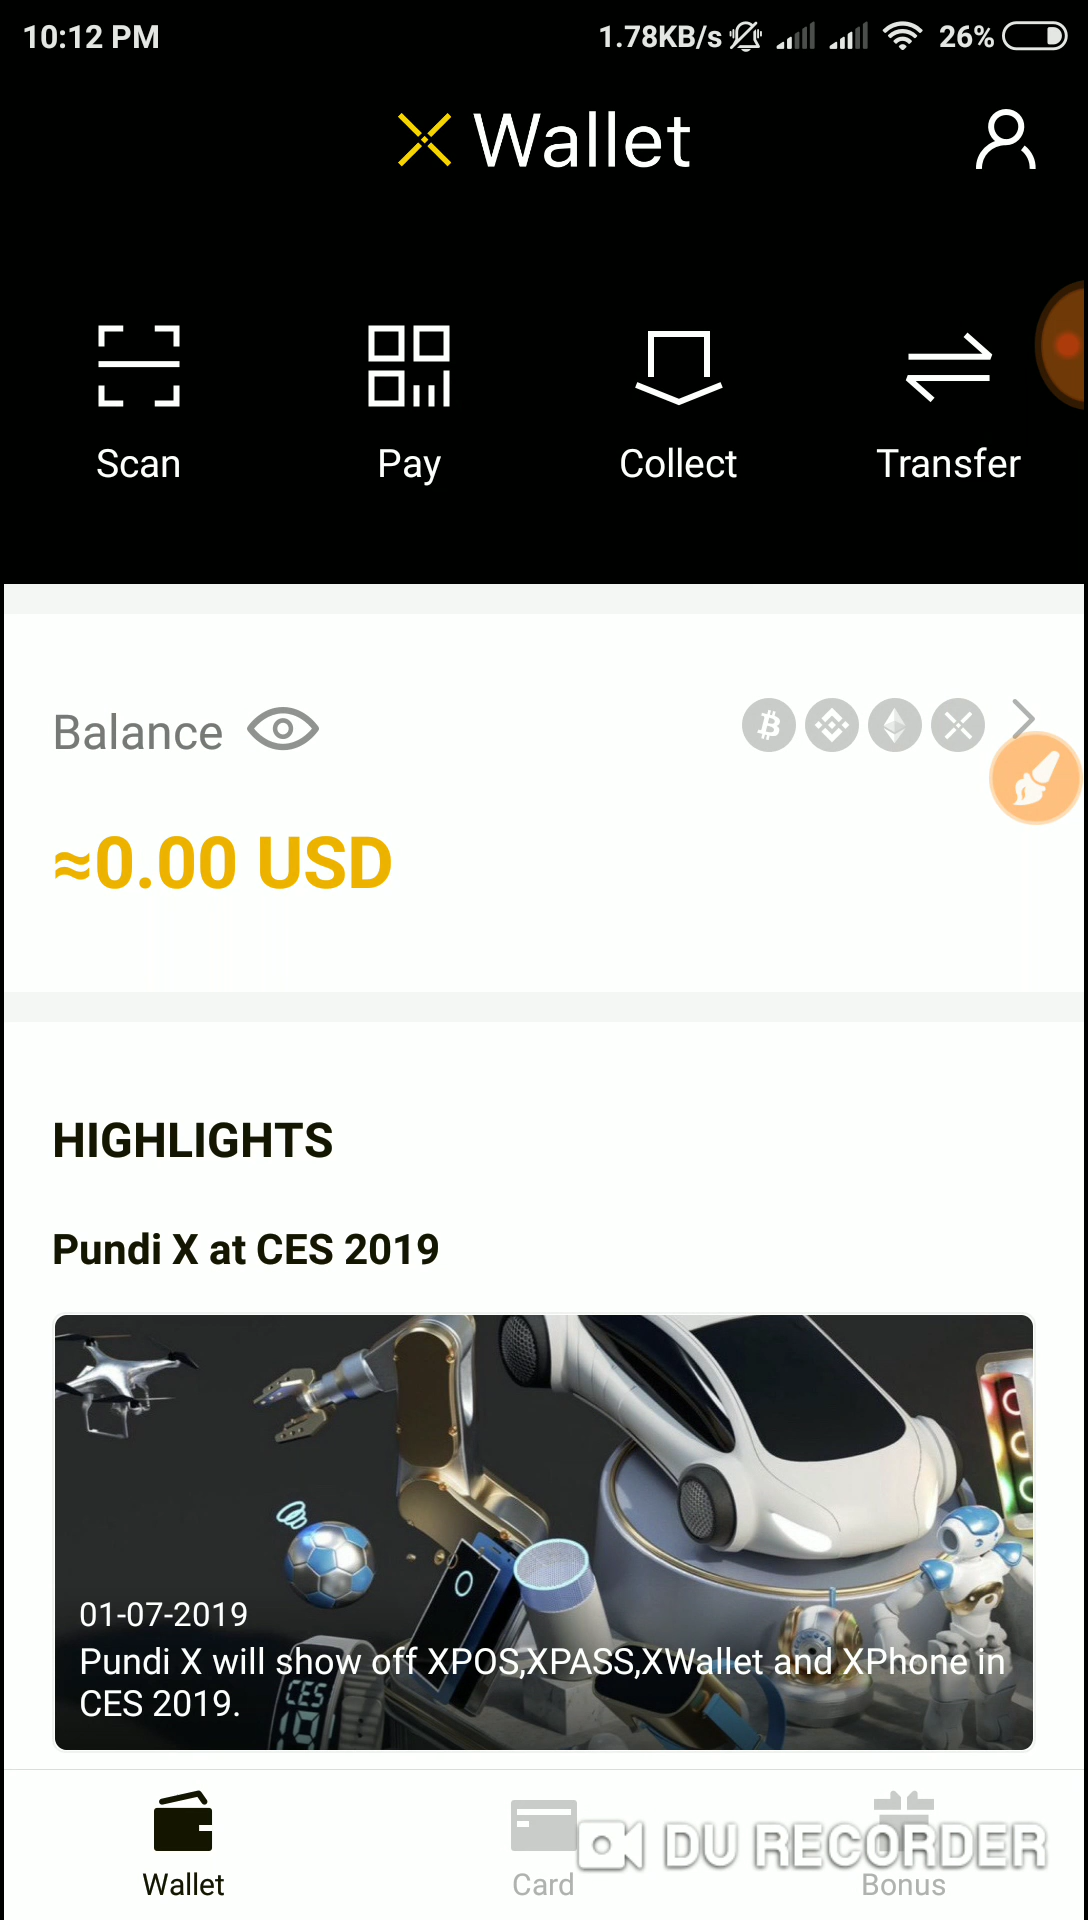 10:12 PM 1.78KB/s 26%
Wallet
Scan Pay Collect Transfer
Balance
≈0.00 USD
HIGHLIGHTS
Pundi X at CES 2019
01-07-2019
Pundi X will show off XPOS,XPASS,XWallet and XPhone in
CES 2019.
CES
19
DU RECORDER
Wallet Card Bonus